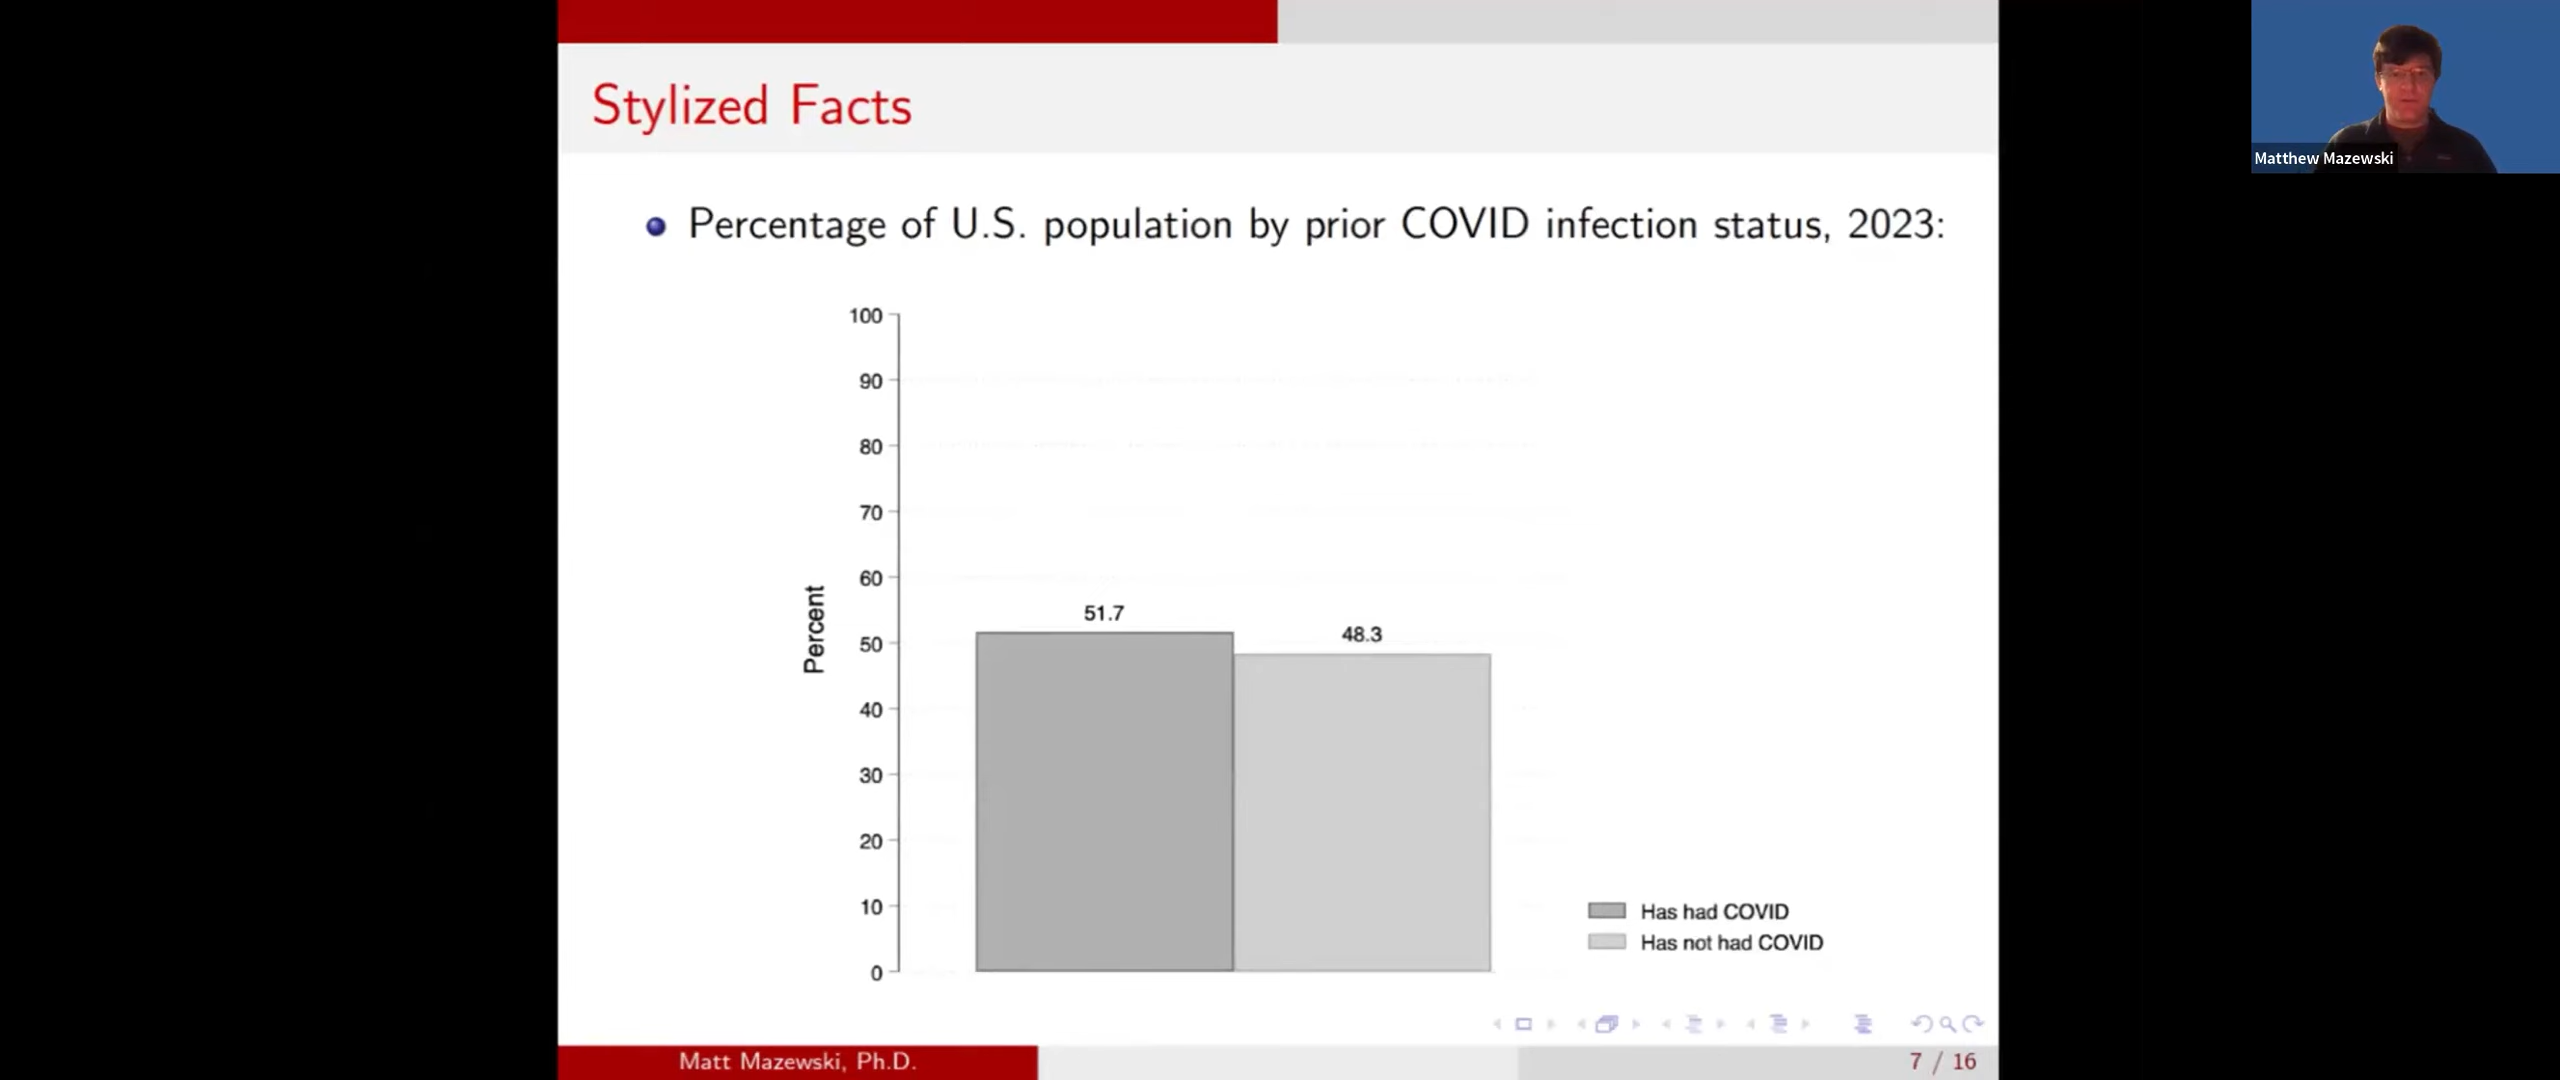 Stylized Facts
Matthew Mazewski
Percentage of U.S. population by prior COVID infection status, 2023:
100
90
80
70
60
50
40
30
20
10
0
Percent
51.7
48.3
Has had COVID
Has not had COVID
Matt Mazewski, Ph.D.
7 / 16